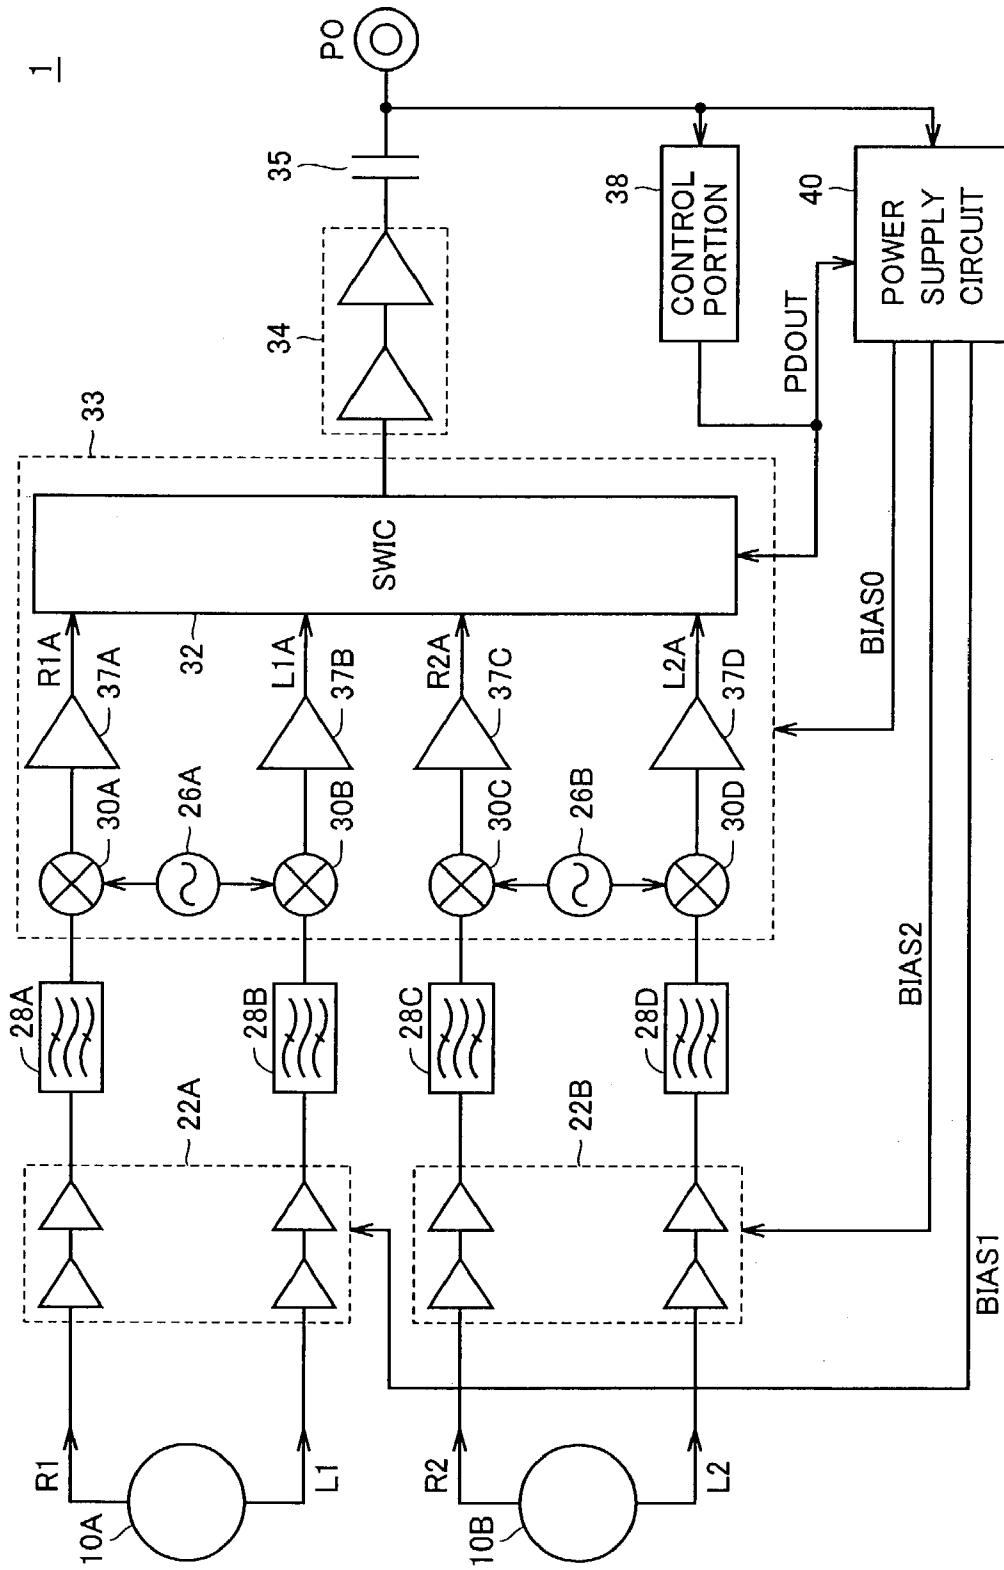 1
PO
35
34
33
38
CONTROL
PORTION
40
POWER
SUPPLY
CIRCUIT
PDOUT
SWIC
32
R1A
37A
L1A
37B
R2A
37C
L2A
37D
30A
26A
30B
30C
26B
30D
BIAS0
28A
28B
28C
28D
BIAS2
22A
22B
BIAS1
R1
L1
R2
L2
10A
10B